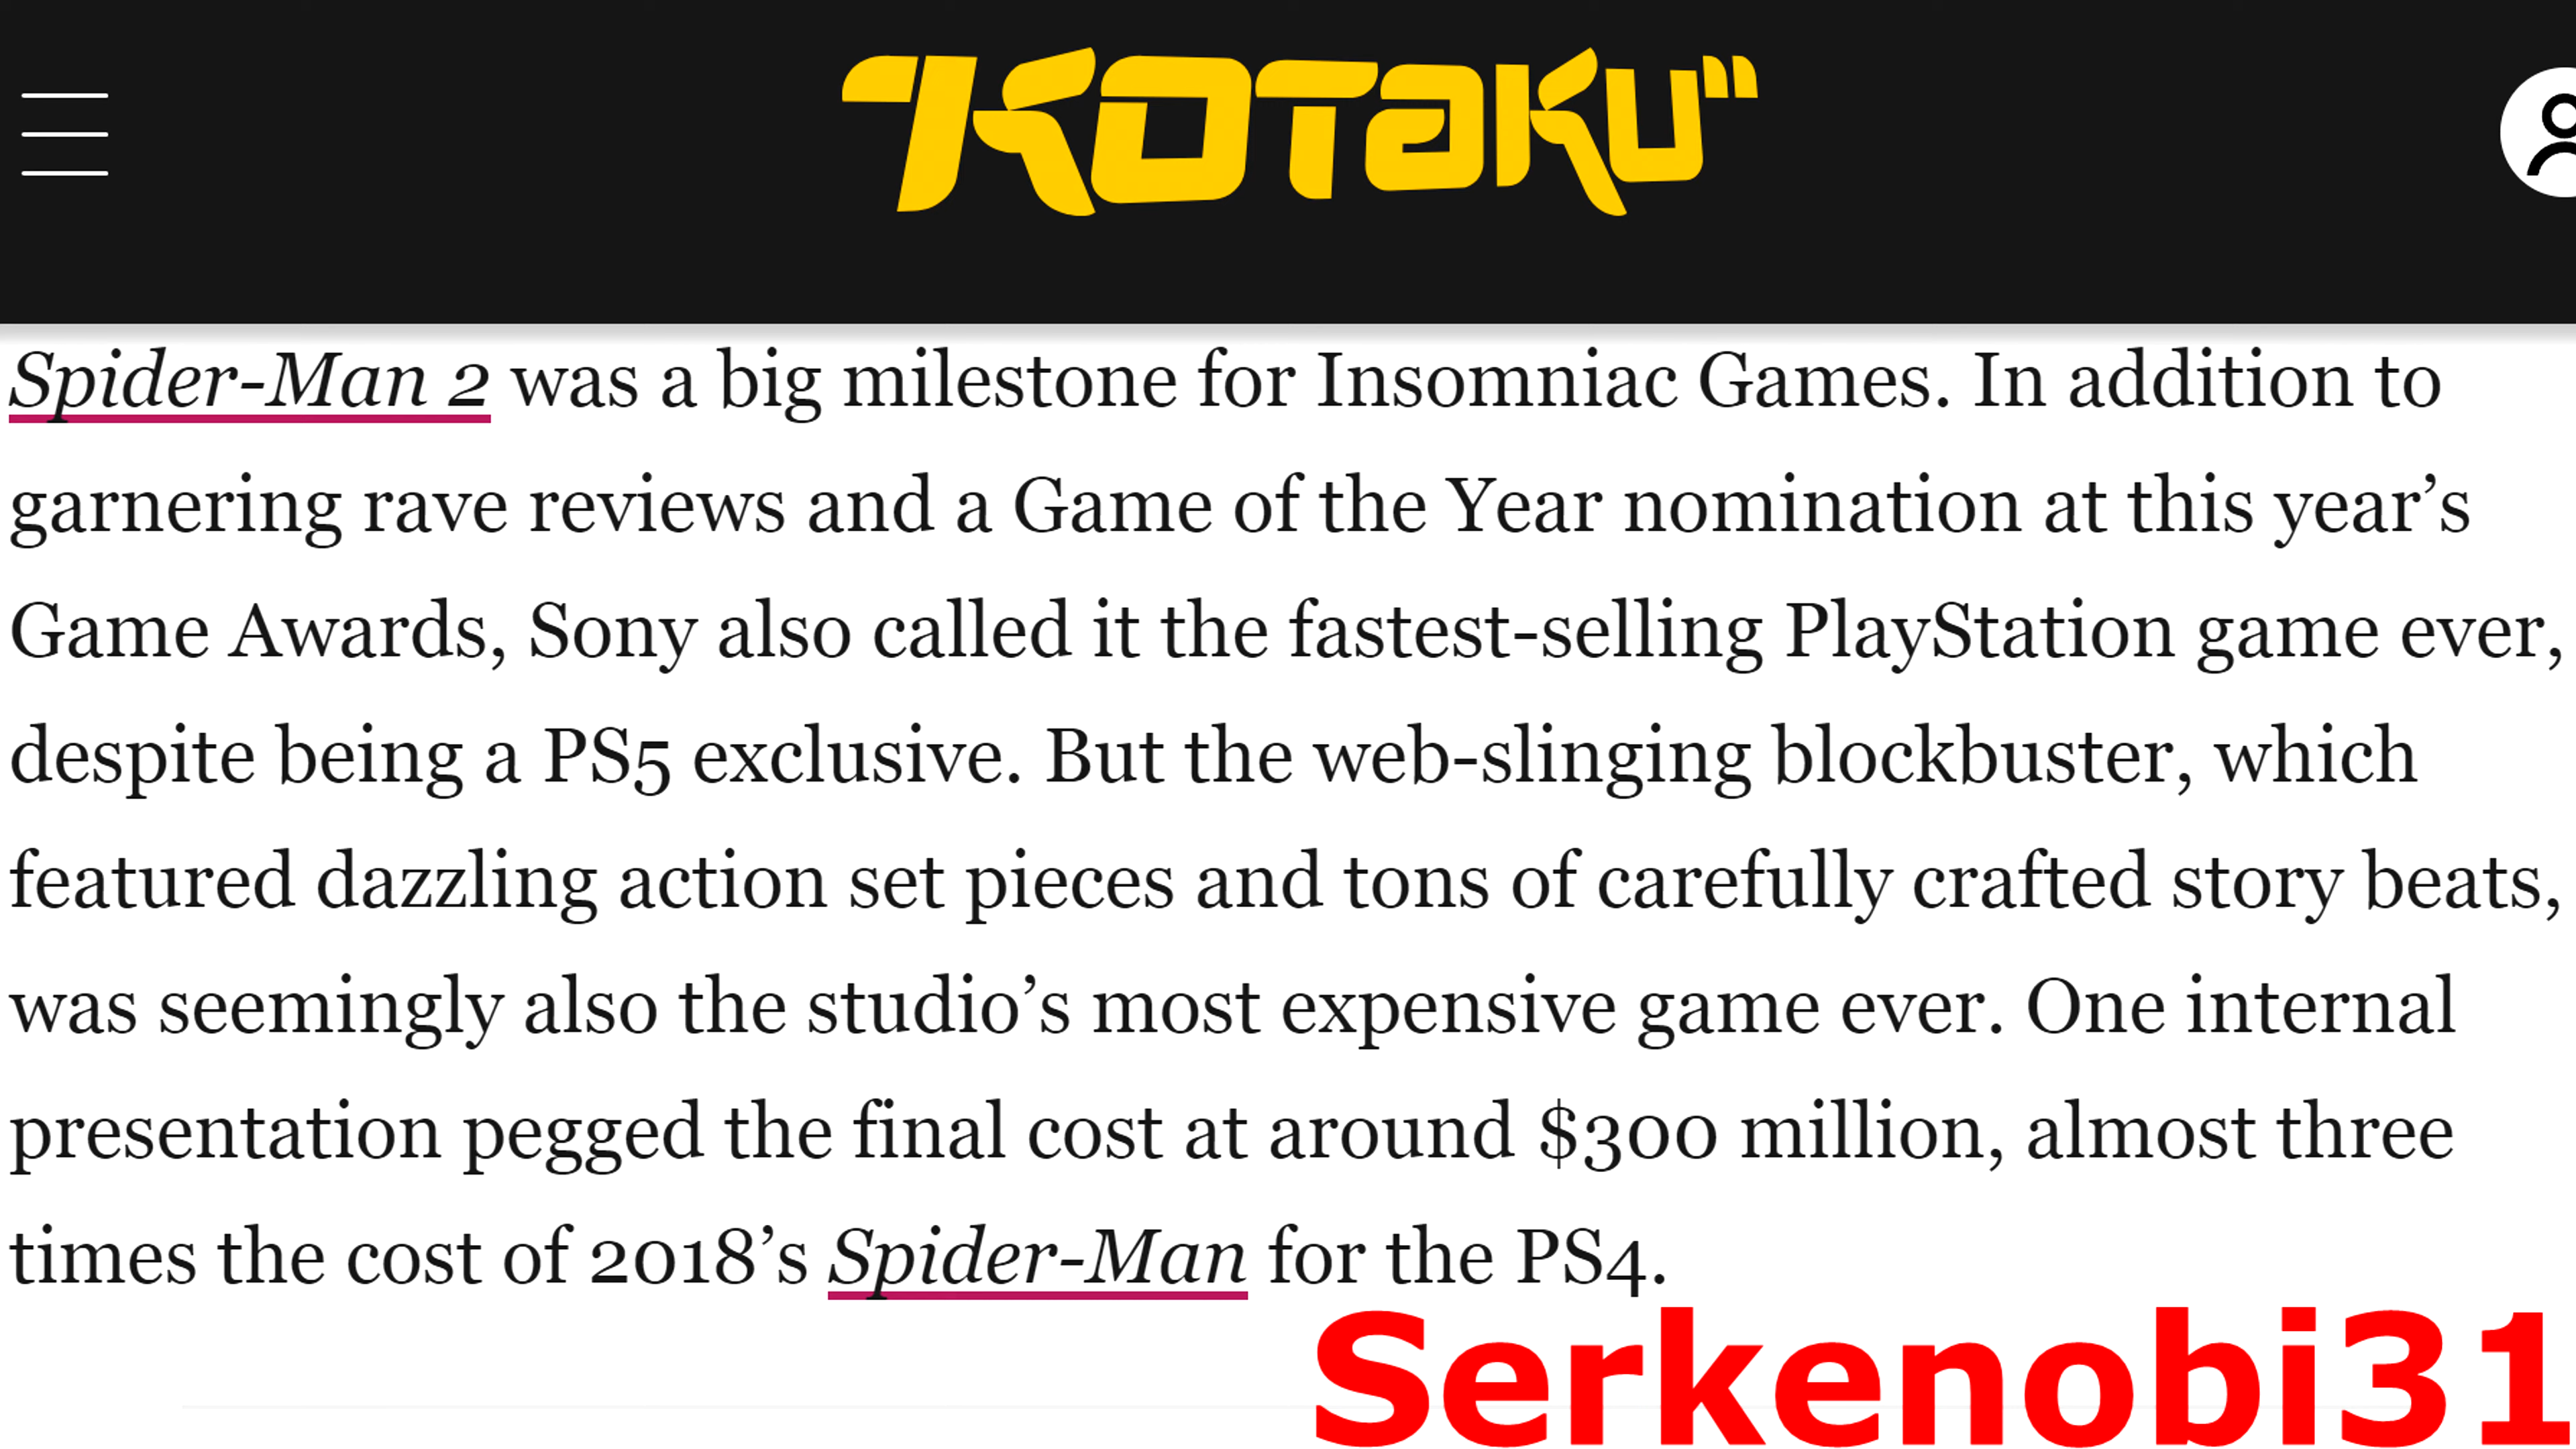 KOTAKU
Spider-Man 2 was a big milestone for Insomniac Games. In addition to
garnering rave reviews and a Game of the Year nomination at this year’s
Game Awards, Sony also called it the fastest-selling PlayStation game ever,
despite being a PS5 exclusive. But the web-slinging blockbuster, which
featured dazzling action set pieces and tons of carefully crafted story beats,
was seemingly also the studio’s most expensive game ever. One internal
presentation pegged the final cost at around $300 million, almost three
times the cost of 2018’s Spider-Man for the PS4.
Serkenobi31